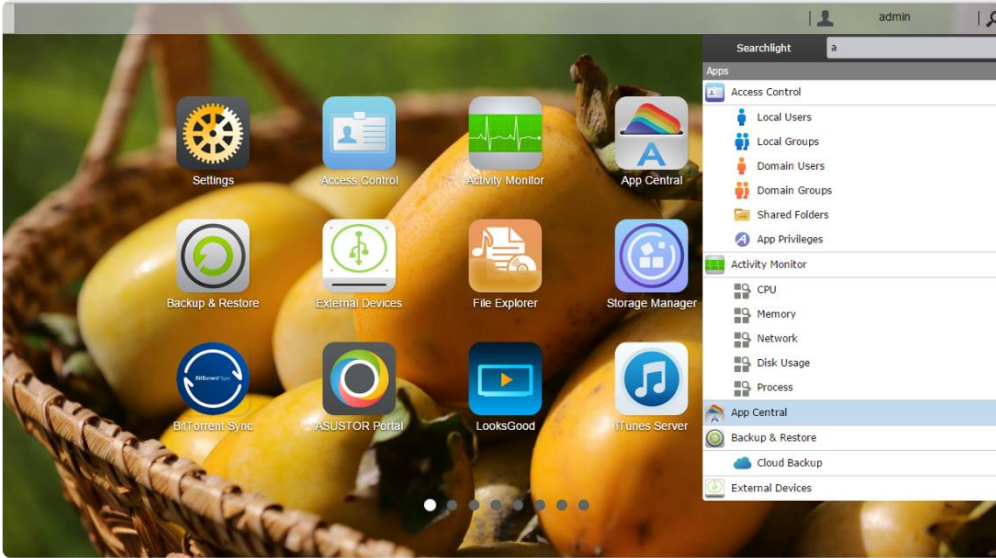 admin
Searchlight
a
Apps
Access Control
Local Users
Local Groups
Domain Users
Domain Groups
Shared Folders
App Privileges
Activity Monitor
CPU
Memory
Network
Disk Usage
Process
App Central
Backup & Restore
Cloud Backup
External Devices
Settings
Access Control
Activity Monitor
App Central
Backup & Restore
External Devices
File Explorer
Storage Manager
BitTorrent Sync
BitTorrent Sync
ASUSTOR Portal
LooksGood
iTunes Server